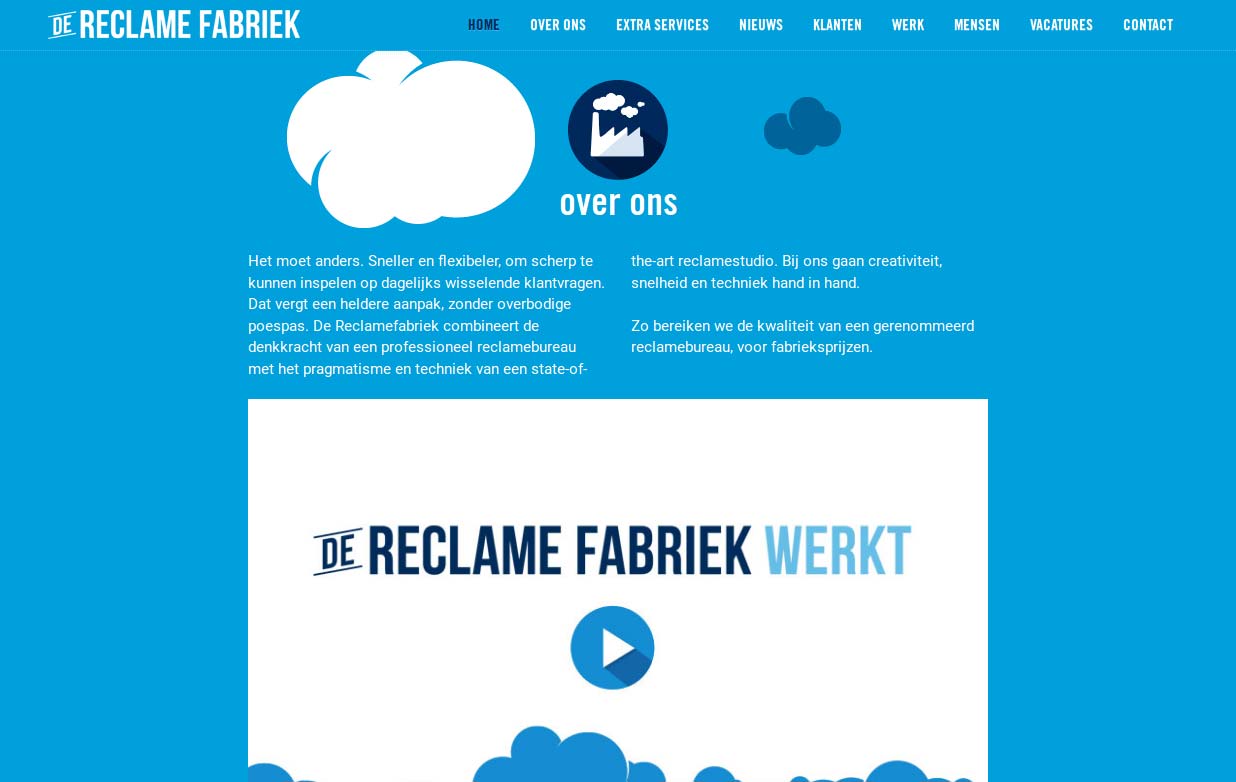 DE RECLAME FABRIEK
HOME OVER ONS EXTRA SERVICES NIEUWS KLANTEN WERK MENSEN VACATURES CONTACT
over ons
Het moet anders. Sneller en flexibeler, om scherp te
kunnen inspelen op dagelijks wisselende klantvragen.
Dat vergt een heldere aanpak, zonder overbodige
poespas. De Reclamefabriek combineert de
denkkracht van een professioneel reclamebureau
met het pragmatisme en techniek van een state-of-
the-art reclamestudio. Bij ons gaan creativiteit,
snelheid en techniek hand in hand.
Zo bereiken we de kwaliteit van een gerenommeerd
reclamebureau, voor fabrieksprijzen.
DE RECLAME FABRIEK WERKT